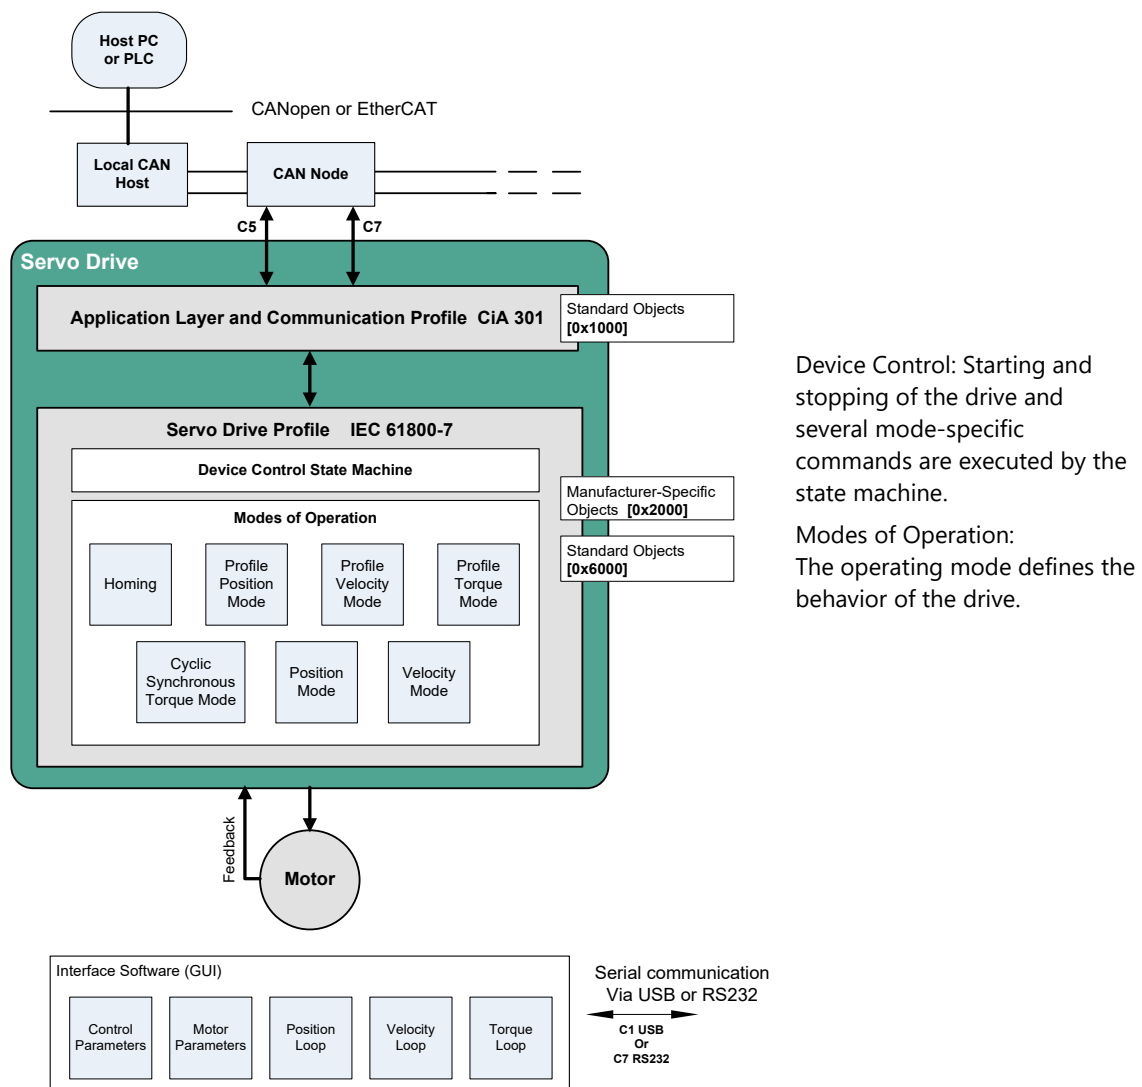 Host PC
or PLC
CANopen or EtherCAT
Local CAN
Host
CAN Node
C5
C7
Servo Drive
Application Layer and Communication Profile CiA 301
Standard Objects
[0x1000]
Servo Drive Profile IEC 61800-7
Device Control State Machine
Manufacturer-Specific
Objects [0x2000]
Standard Objects
[0x6000]
Modes of Operation
Homing
Profile
Position
Mode
Profile
Velocity
Mode
Profile
Torque
Mode
Cyclic
Synchronous
Torque Mode
Position
Mode
Velocity
Mode
Device Control: Starting and
stopping of the drive and
several mode-specific
commands are executed by the
state machine.
Modes of Operation:
The operating mode defines the
behavior of the drive.
Feedback
Motor
Interface Software (GUI)
Control
Parameters
Motor
Parameters
Position
Loop
Velocity
Loop
Torque
Loop
Serial communication
Via USB or RS232
C1 USB
Or
C7 RS232